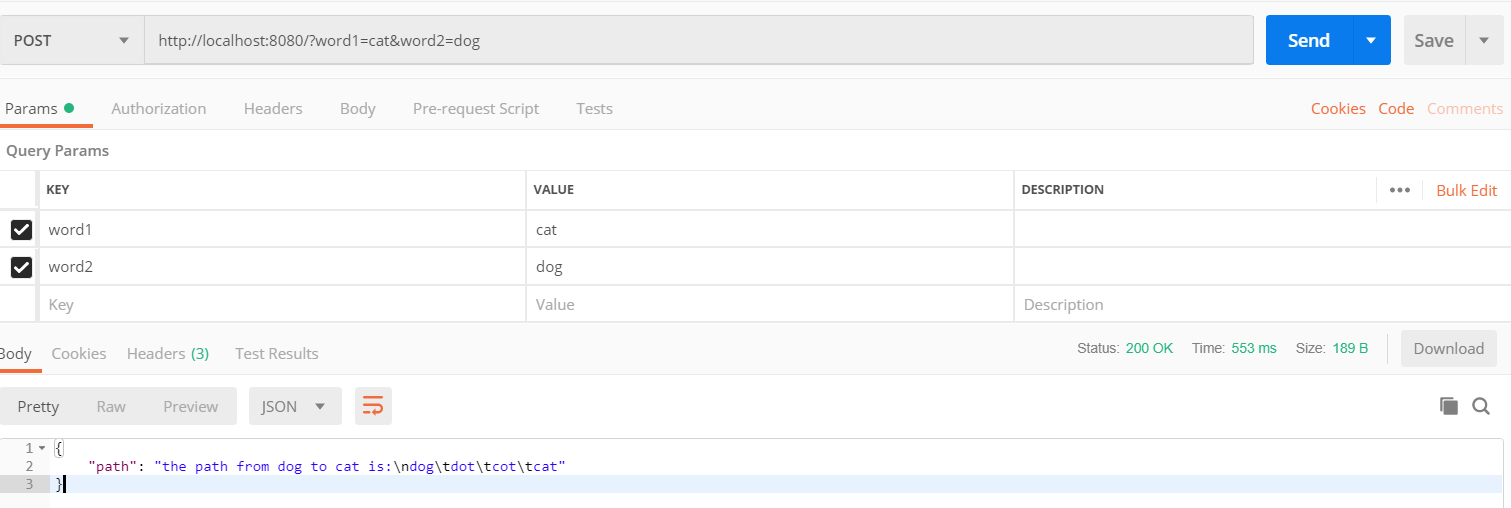 POST http://localhost:8080/?word1=cat&word2=dog Send Save
Params Authorization Headers Body Pre-request Script Tests Cookies Code Comments
Query Params
KEY VALUE DESCRIPTION ••• Bulk Edit
word1 cat
word2 dog
Key Value Description
Body Cookies Headers (3) Test Results Status: 200 OK Time: 553 ms Size: 189 B Download
Pretty Raw Preview JSON
1 {
2 "path": "the path from dog to cat is:\ndog\tdot\tcot\tcat"
3 }